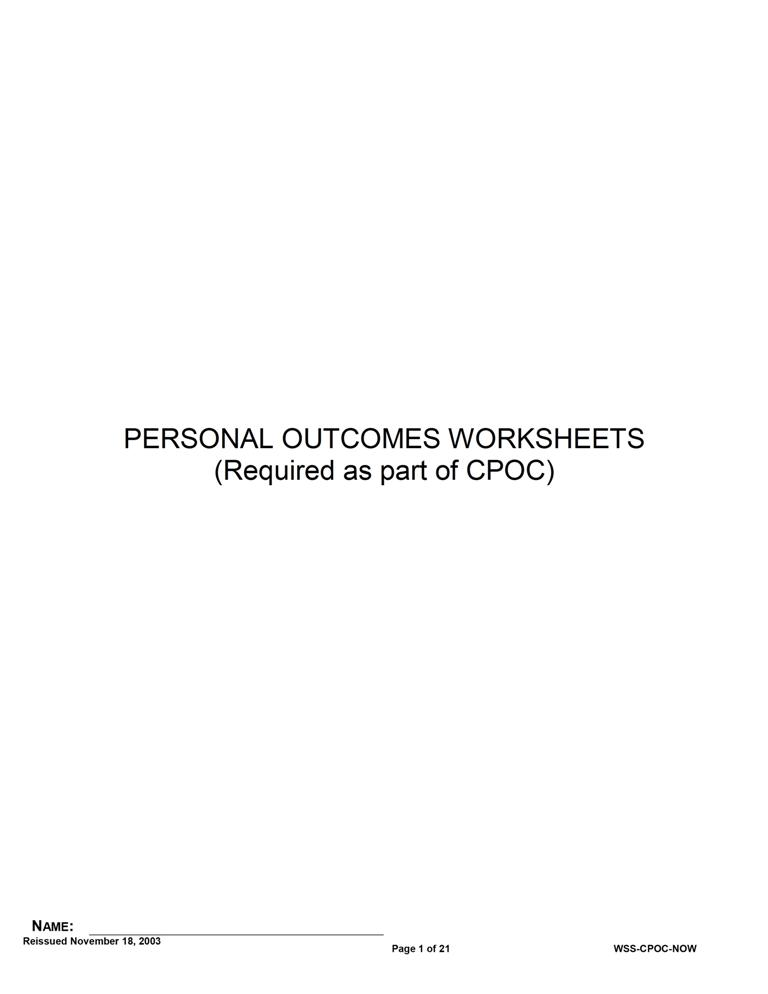 PERSONAL OUTCOMES WORKSHEETS
(Required as part of CPOC)
NAME:
Reissued November 18, 2003
Page 1 of 21
WSS-CPOC-NOW